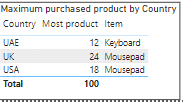 Maximum purchased product by Country
Country Most product Item
UAE 12 Keyboard
UK 24 Mousepad
USA 18 Mousepad
Total 100